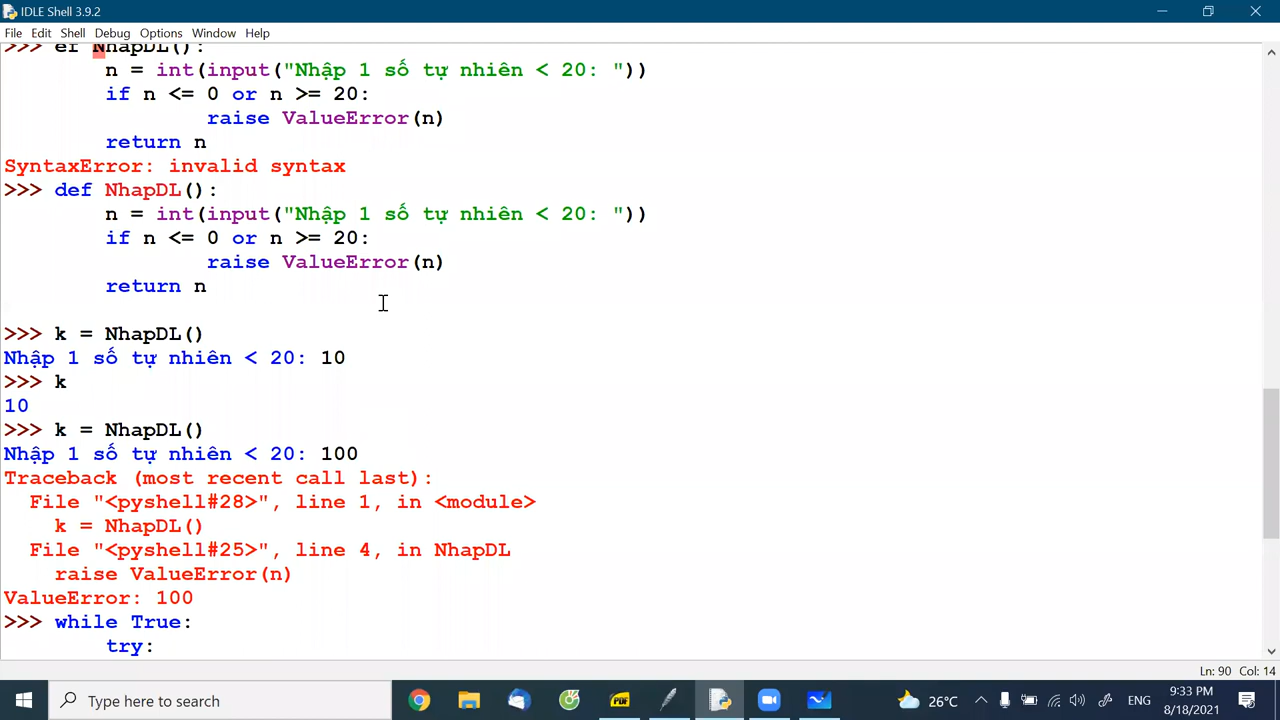 IDLE Shell 3.9.2
File Edit Shell Debug Options Window Help
>>> ef NhapDL():
n = int(input("Nhập 1 số tự nhiên < 20: "))
if n <= 0 or n >= 20:
raise ValueError(n)
return n
SyntaxError: invalid syntax
>>> def NhapDL():
n = int(input("Nhập 1 số tự nhiên < 20: "))
if n <= 0 or n >= 20:
raise ValueError(n)
return n
>>> k = NhapDL()
Nhập 1 số tự nhiên < 20: 10
>>> k
10
>>> k = NhapDL()
Nhập 1 số tự nhiên < 20: 100
Traceback (most recent call last):
File "<pyshell#28>", line 1, in <module>
k = NhapDL()
File "<pyshell#25>", line 4, in NhapDL
raise ValueError(n)
ValueError: 100
>>> while True:
try:
Ln: 90 Col: 14
Type here to search
PDF
26°C
ENG
9:33 PM
8/18/2021